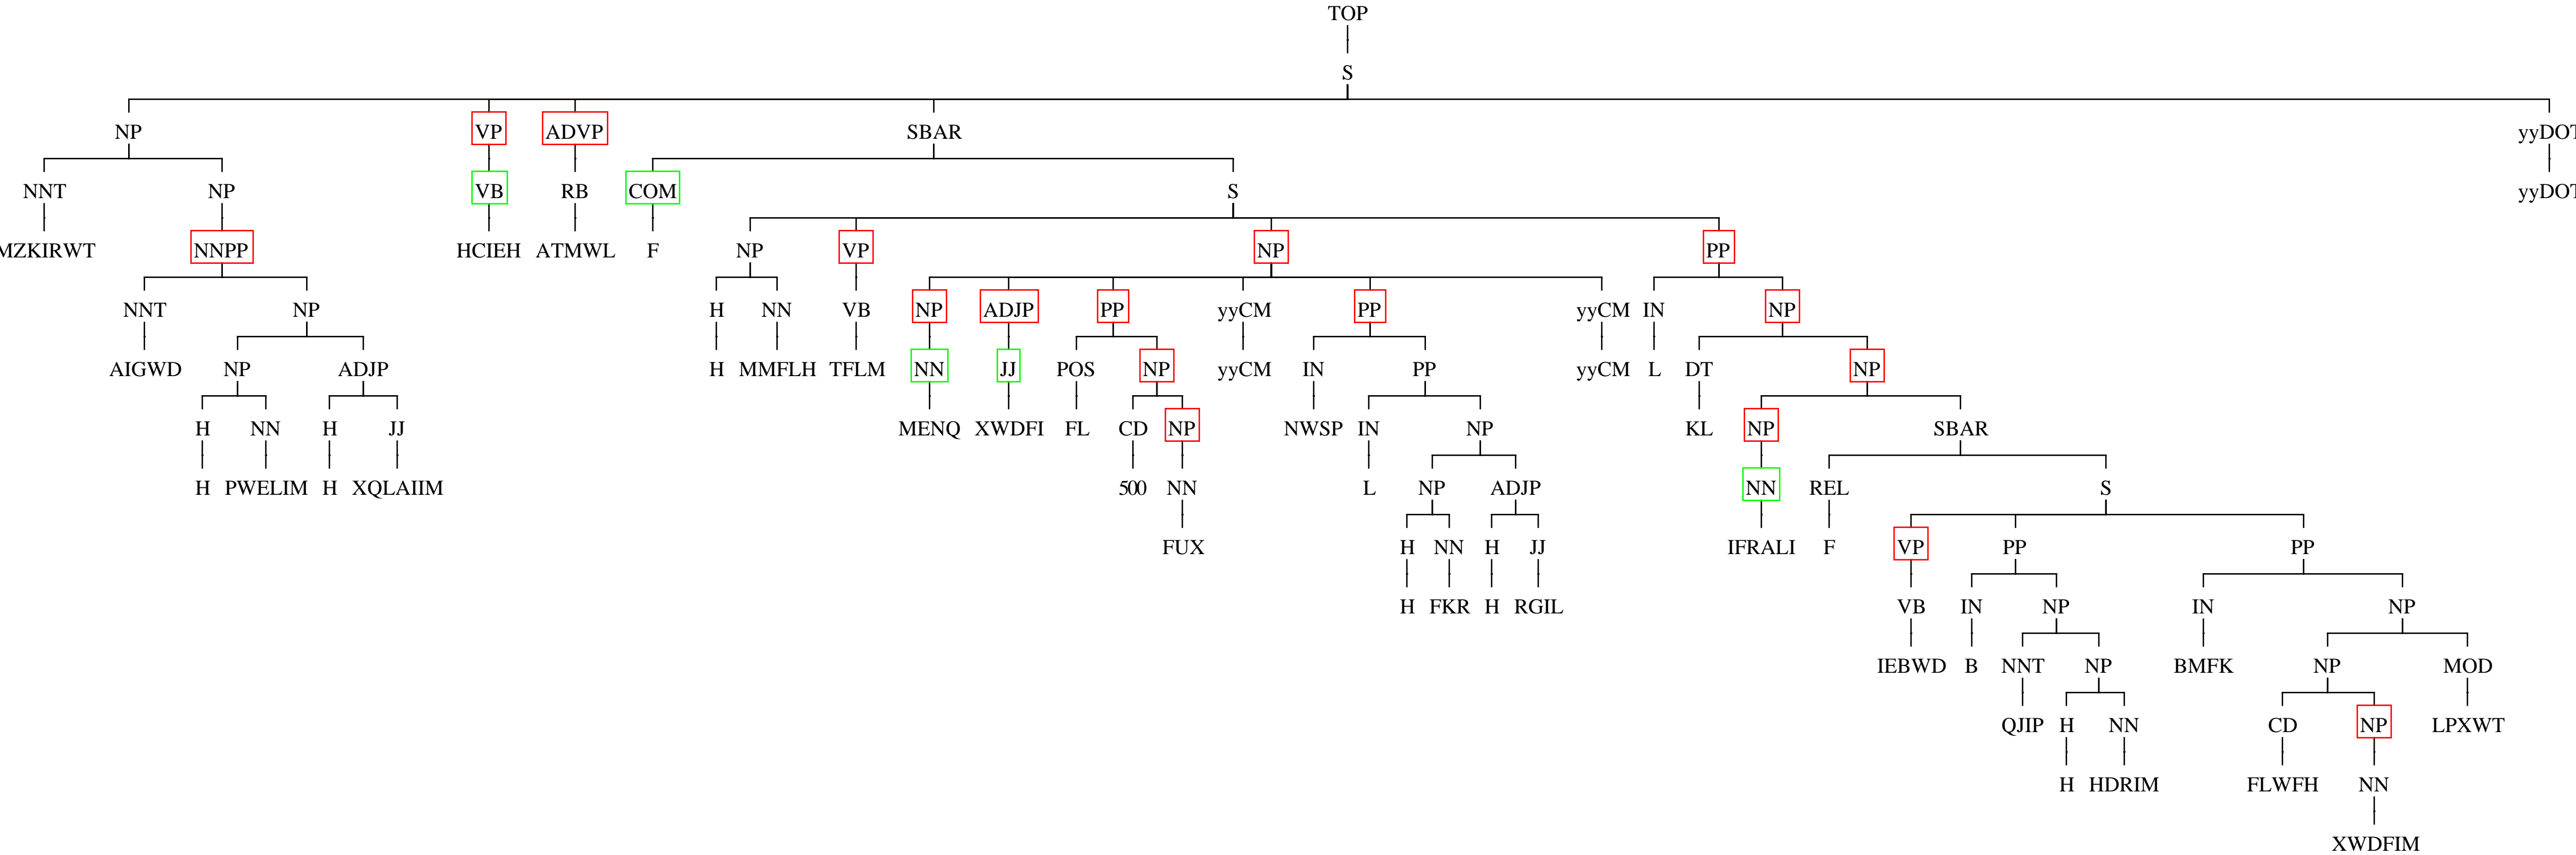 TOP
S
NP VP ADVP SBAR yyDOT
NNT NP VB RB COM S yyDOT
MZKIRWT NNPP HCIEH ATMWL F NP VP NP PP
NNT NP H NN VB NP ADJP PP yyCM PP yyCM IN NP
AIGWD NP ADJP H MMFLH TFLM NN JJ POS NP yyCM IN PP yyCM L DT NP
H NN H JJ MENQ XWDFI FL CD NP NWSP IN NP KL NP SBAR
H PWELIM H XQLAIIM 500 NN L NP ADJP NN REL S
FUX H NN H JJ IFRALI F VP PP PP
H FKR H RGIL VB IN NP IN NP
IEBWD B NNT NP BMFK NP MOD
QJIP H NN CD NP LPXWT
H HDRIM FLWFH NN
XWDFIM